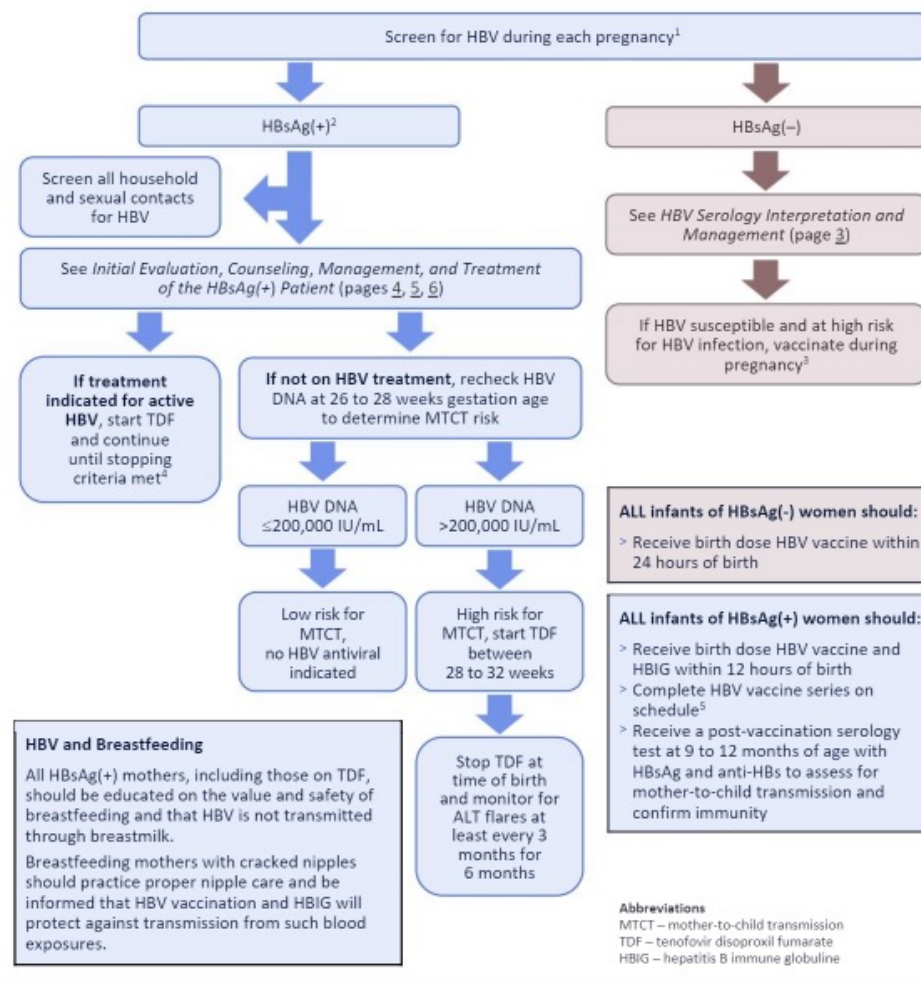 Screen for HBV during each pregnancy1
HBsAg(+)2
HBsAg(–)
Screen all household
and sexual contacts
for HBV
See HBV Serology Interpretation and
Management (page 3)
See Initial Evaluation, Counseling, Management, and Treatment
of the HBsAg(+) Patient (pages 4, 5, 6)
If HBV susceptible and at high risk
for HBV infection, vaccinate during
pregnancy3
If treatment
indicated for active
HBV, start TDF
and continue
until stopping
criteria met4
If not on HBV treatment, recheck HBV
DNA at 26 to 28 weeks gestation age
to determine MTCT risk
HBV DNA
≤200,000 IU/mL
HBV DNA
>200,000 IU/mL
Low risk for
MTCT,
no HBV antiviral
indicated
High risk for
MTCT, start TDF
between
28 to 32 weeks
Stop TDF at
time of birth
and monitor for
ALT flares at
least every 3
months for
6 months
ALL infants of HBsAg(-) women should:
> Receive birth dose HBV vaccine within
24 hours of birth
ALL infants of HBsAg(+) women should:
> Receive birth dose HBV vaccine and
HBIG within 12 hours of birth
> Complete HBV vaccine series on
schedule5
> Receive a post-vaccination serology
test at 9 to 12 months of age with
HBsAg and anti-HBs to assess for
mother-to-child transmission and
confirm immunity
HBV and Breastfeeding
All HBsAg(+) mothers, including those on TDF,
should be educated on the value and safety of
breastfeeding and that HBV is not transmitted
through breastmilk.
Breastfeeding mothers with cracked nipples
should practice proper nipple care and be
informed that HBV vaccination and HBIG will
protect against transmission from such blood
exposures.
Abbreviations
MTCT – mother-to-child transmission
TDF – tenofovir disoproxil fumarate
HBIG – hepatitis B immune globuline